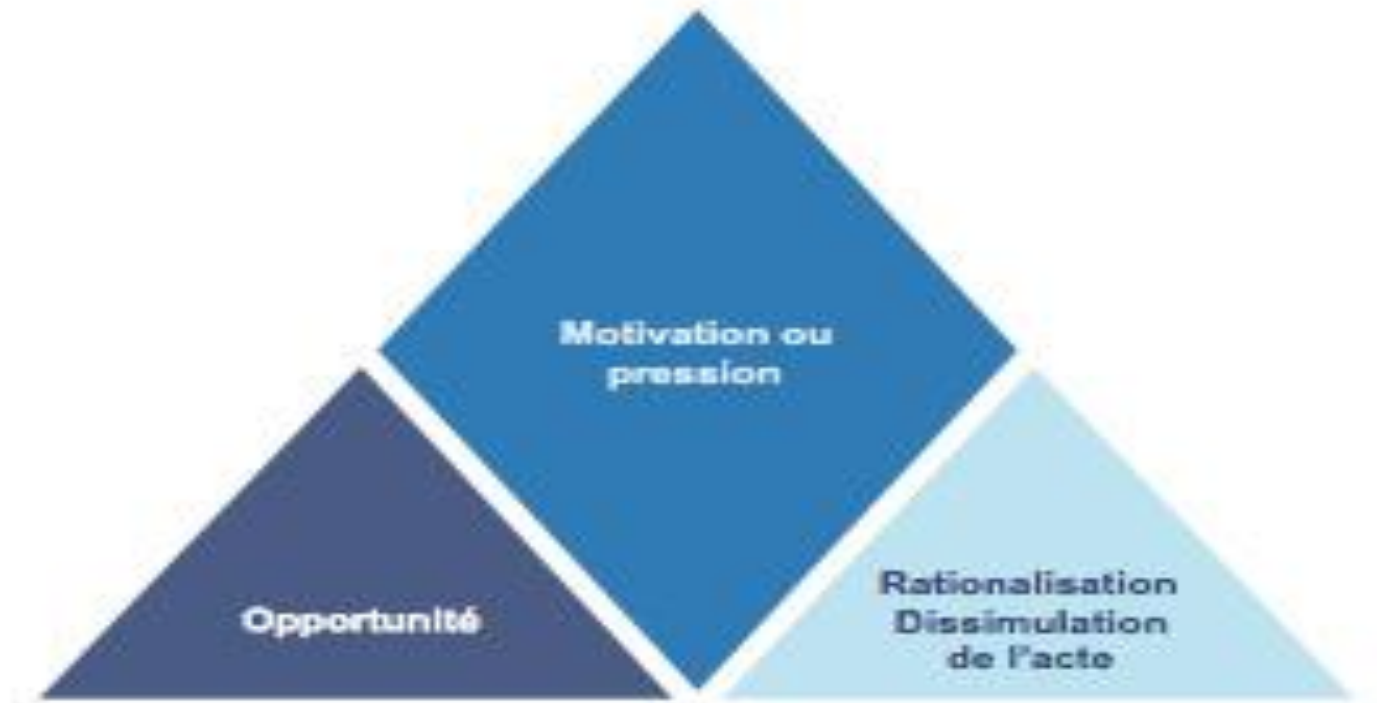 Motivation ou
pression
Opportunité
Rationalisation
Dissimulation
de l'acte